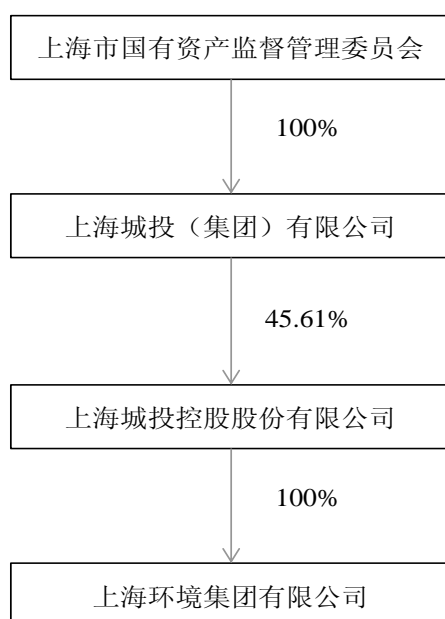 上海市国有资产监督管理委员会
100%
上海城投（集团）有限公司
45.61%
上海城投控股股份有限公司
100%
上海环境集团有限公司